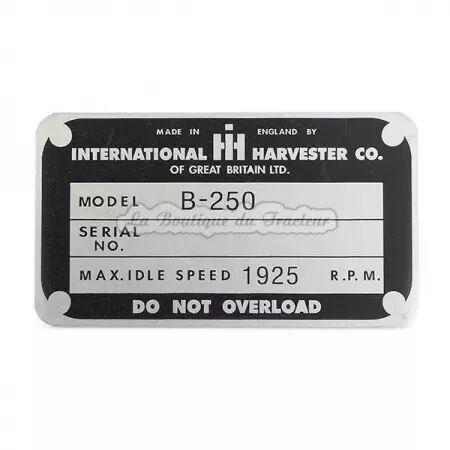 MADE IN ENGLAND BY
INTERNATIONAL IH HARVESTER CO.
OF GREAT BRITAIN LTD.
MODEL B-250
La Boutique du Tracteur
SERIAL
NO.
MAX. IDLE SPEED 1925 R.P.M.
DO NOT OVERLOAD